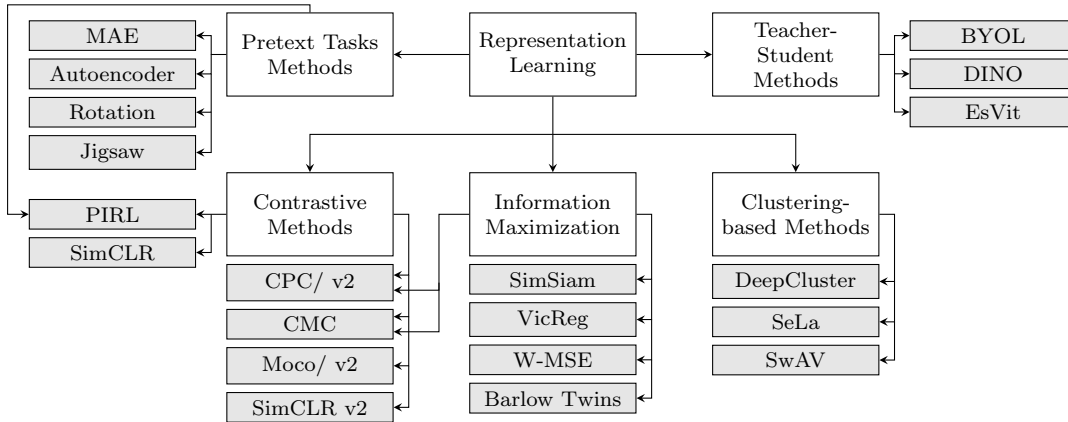 Representation
Learning
Pretext Tasks
Methods
MAE
Autoencoder
Rotation
Jigsaw
Teacher-
Student
Methods
BYOL
DINO
EsVit
Contrastive
Methods
PIRL
SimCLR
CPC/ v2
CMC
Moco/ v2
SimCLR v2
Information
Maximization
SimSiam
VicReg
W-MSE
Barlow Twins
Clustering-
based Methods
DeepCluster
SeLa
SwAV